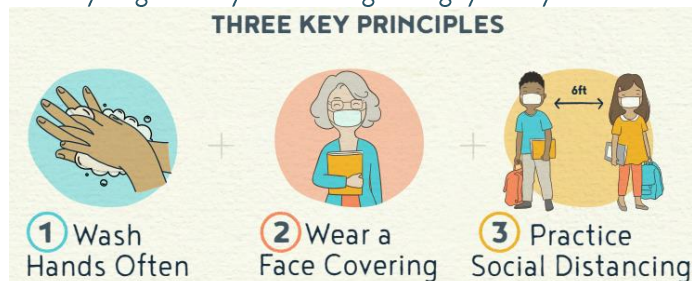 THREE KEY PRINCIPLES
6ft
1 Wash
Hands Often
2 Wear a
Face Covering
3 Practice
Social Distancing